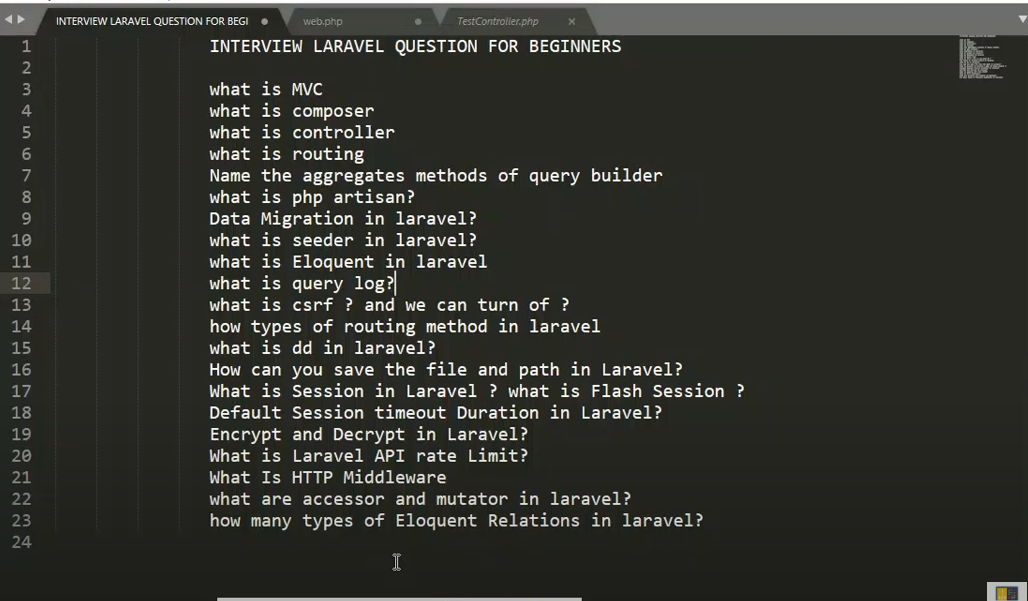 INTERVIEW LARAVEL QUESTION FOR BEGI
web.php
TestController.php
1 INTERVIEW LARAVEL QUESTION FOR BEGINNERS
2
3 what is MVC
4 what is composer
5 what is controller
6 what is routing
7 Name the aggregates methods of query builder
8 what is php artisan?
9 Data Migration in laravel?
10 what is seeder in laravel?
11 what is Eloquent in laravel
12 what is query log?
13 what is csrf ? and we can turn of ?
14 how types of routing method in laravel
15 what is dd in laravel?
16 How can you save the file and path in Laravel?
17 What is Session in Laravel ? what is Flash Session ?
18 Default Session timeout Duration in Laravel?
19 Encrypt and Decrypt in Laravel?
20 What is Laravel API rate Limit?
21 What Is HTTP Middleware
22 what are accessor and mutator in laravel?
23 how many types of Eloquent Relations in laravel?
24